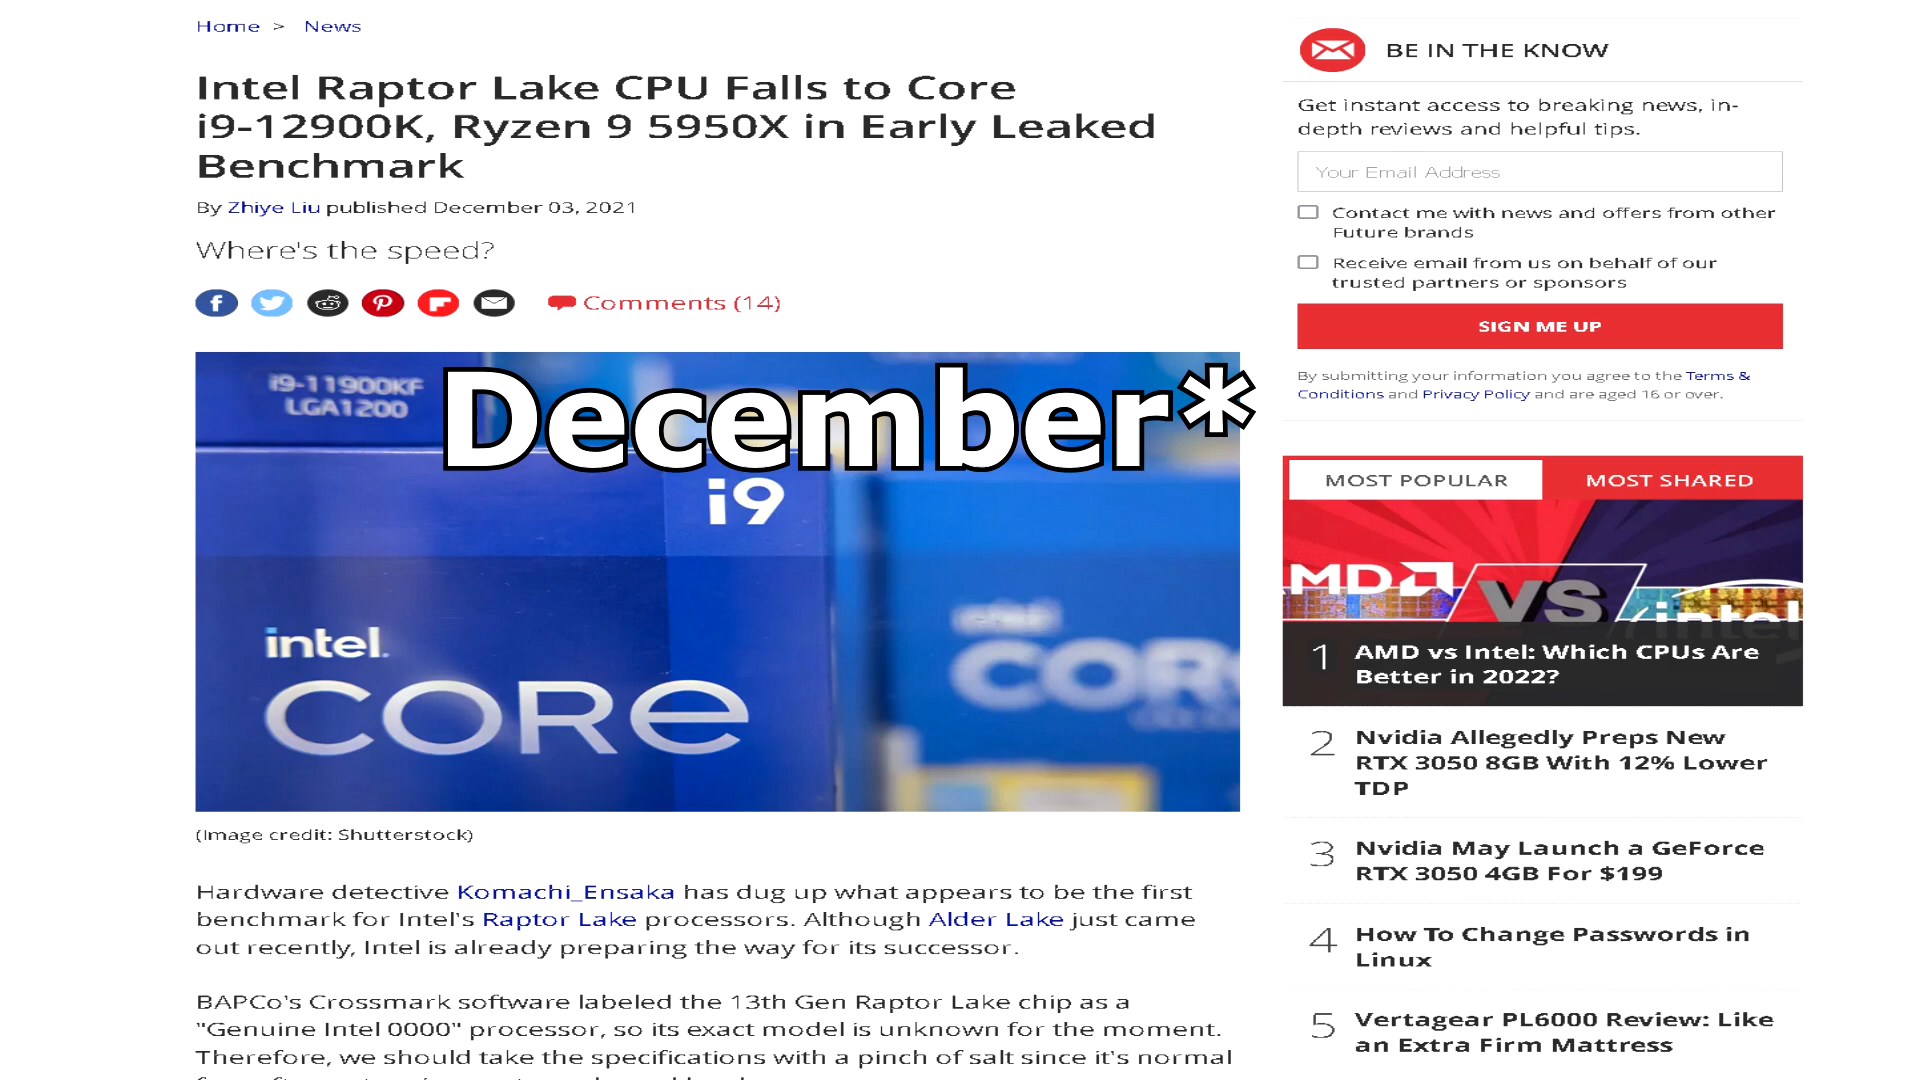 Home > News
Intel Raptor Lake CPU Falls to Core
i9-12900K, Ryzen 9 5950X in Early Leaked
Benchmark
By Zhiye Liu published December 03, 2021
Where's the speed?
Comments (14)
i9-11900KF
LGA1200
December*
i9
intel.
CORe
intel
COR
(Image credit: Shutterstock)
Hardware detective Komachi_Ensaka has dug up what appears to be the first
benchmark for Intel's Raptor Lake processors. Although Alder Lake just came
out recently, Intel is already preparing the way for its successor.
BAPCo's Crossmark software labeled the 13th Gen Raptor Lake chip as a
"Genuine Intel 0000" processor, so its exact model is unknown for the moment.
Therefore, we should take the specifications with a pinch of salt since it's normal
BE IN THE KNOW
Get instant access to breaking news, in-
depth reviews and helpful tips.
Your Email Address
Contact me with news and offers from other
Future brands
Receive email from us on behalf of our
trusted partners or sponsors
SIGN ME UP
By submitting your information you agree to the Terms &
Conditions and Privacy Policy and are aged 16 or over.
MOST POPULAR
MOST SHARED
MD
VS
intel
1 AMD vs Intel: Which CPUs Are
Better in 2022?
2 Nvidia Allegedly Preps New
RTX 3050 8GB With 12% Lower
TDP
3 Nvidia May Launch a GeForce
RTX 3050 4GB For $199
4 How To Change Passwords in
Linux
5 Vertagear PL6000 Review: Like
an Extra Firm Mattress